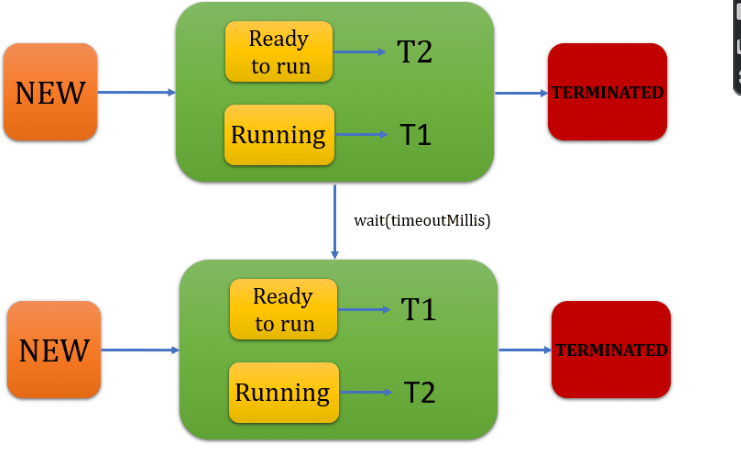 NEW
Ready
to run
T2
Running
T1
TERMINATED
wait(timeoutMillis)
NEW
Ready
to run
T1
Running
T2
TERMINATED